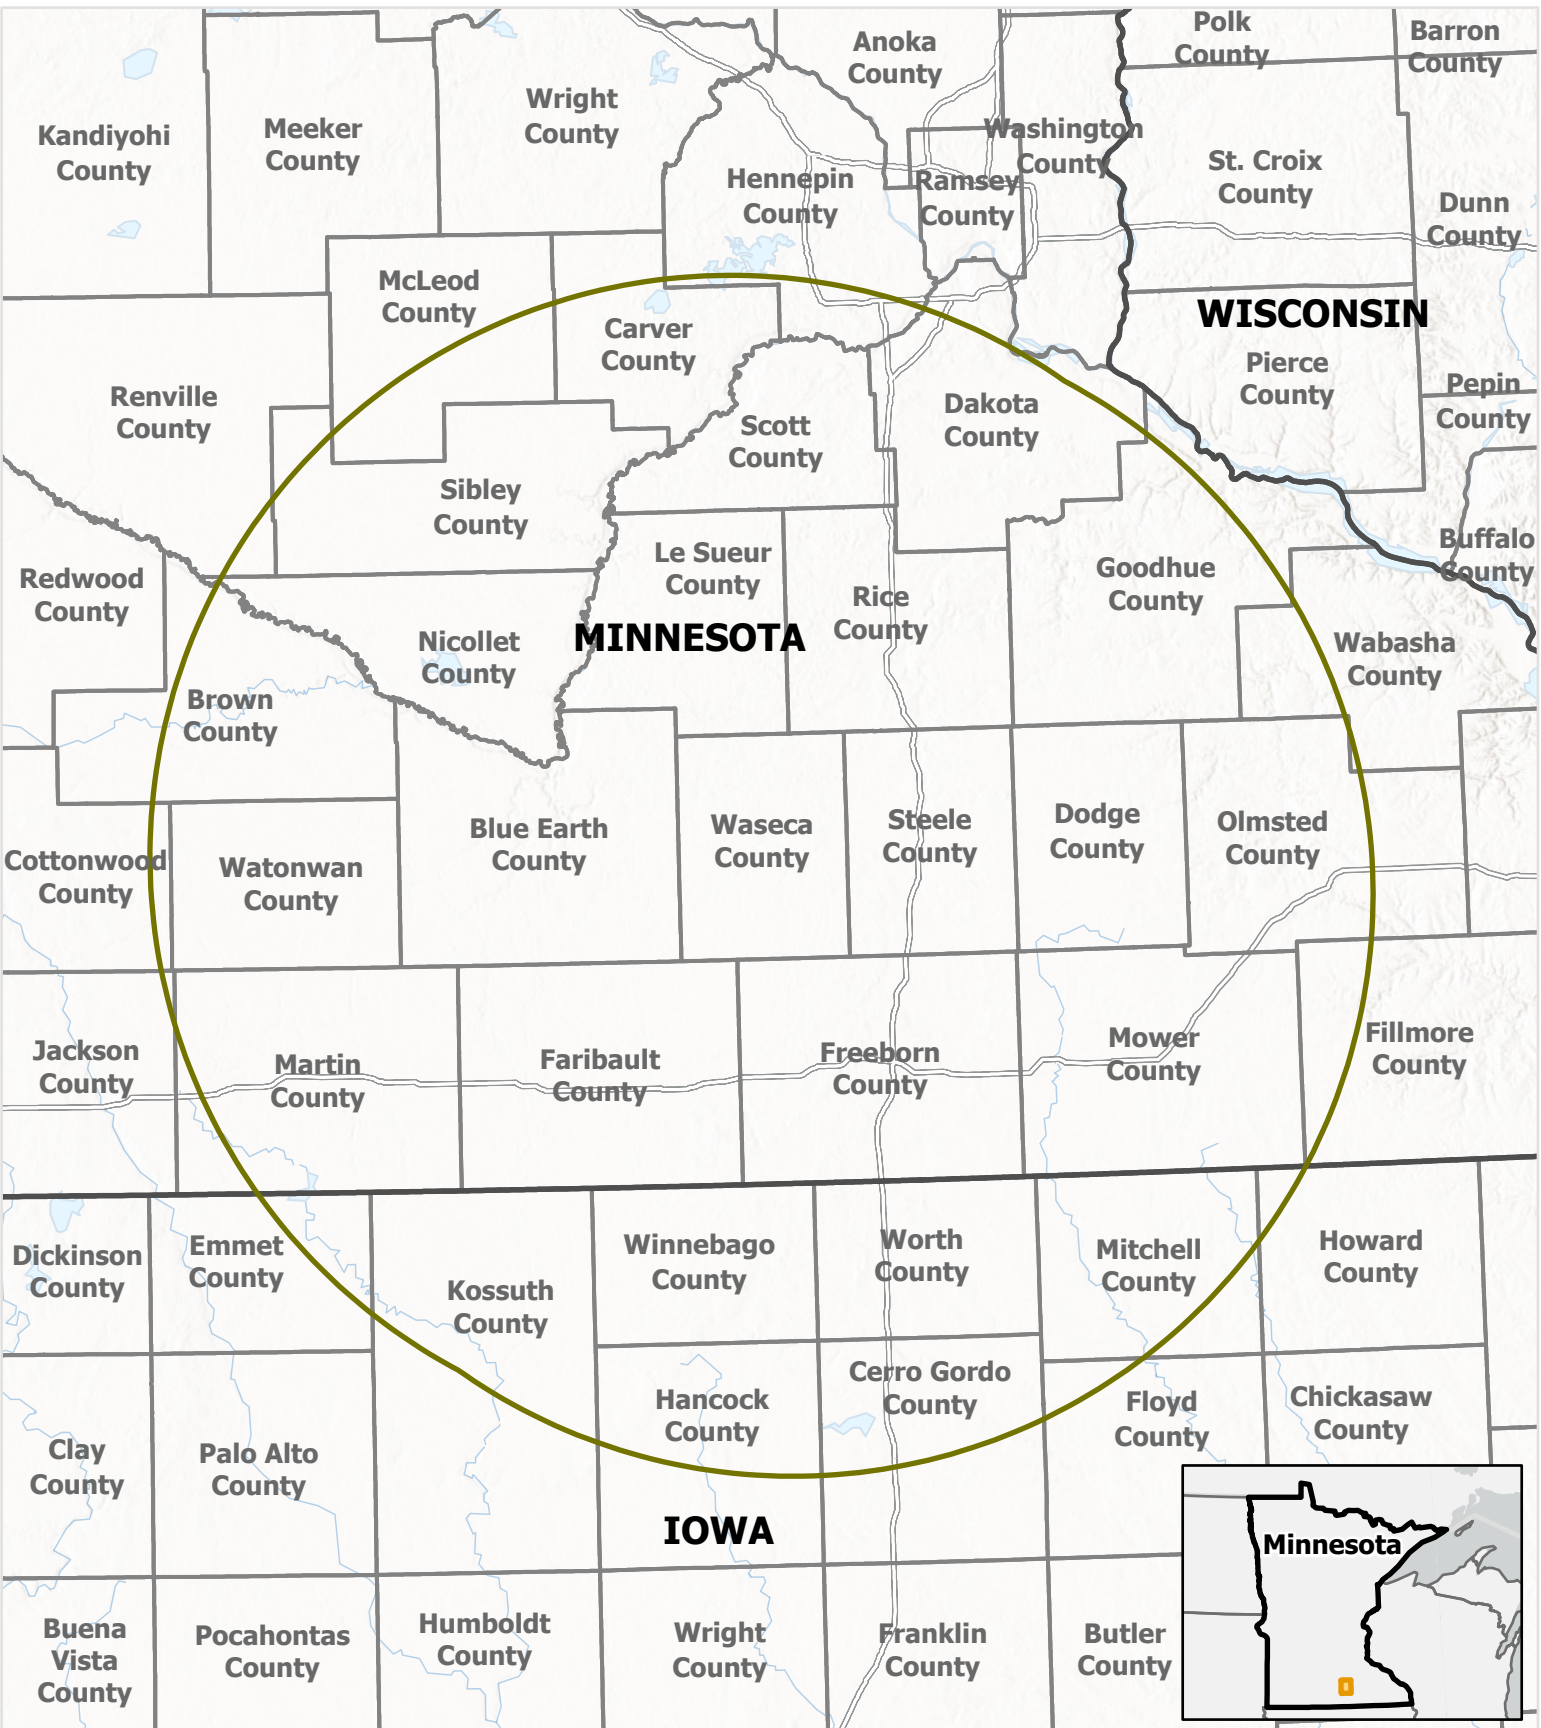 Polk
County
Barron
County
Anoka
County
Wright
County
Kandiyohi
County
Meeker
County
Washington
County
St. Croix
County
Hennepin
County
Ramsey
County
Dunn
County
McLeod
County
WISCONSIN
Carver
County
Pierce
County
Pepin
County
Renville
County
Dakota
County
Scott
County
Sibley
County
Buffalo
County
Le Sueur
County
Goodhue
County
Redwood
County
Rice
County
MINNESOTA
Nicollet
County
Wabasha
County
Brown
County
Blue Earth
County
Waseca
County
Steele
County
Dodge
County
Olmsted
County
Cottonwood
County
Watonwan
County
Jackson
County
Martin
County
Faribault
County
Freeborn
County
Mower
County
Fillmore
County
Dickinson
County
Emmet
County
Kossuth
County
Winnebago
County
Worth
County
Mitchell
County
Howard
County
Hancock
County
Cerro Gordo
County
Floyd
County
Chickasaw
County
Clay
County
Palo Alto
County
IOWA
Minnesota
Buena
Vista
County
Pocahontas
County
Humboldt
County
Wright
County
Franklin
County
Butler
County